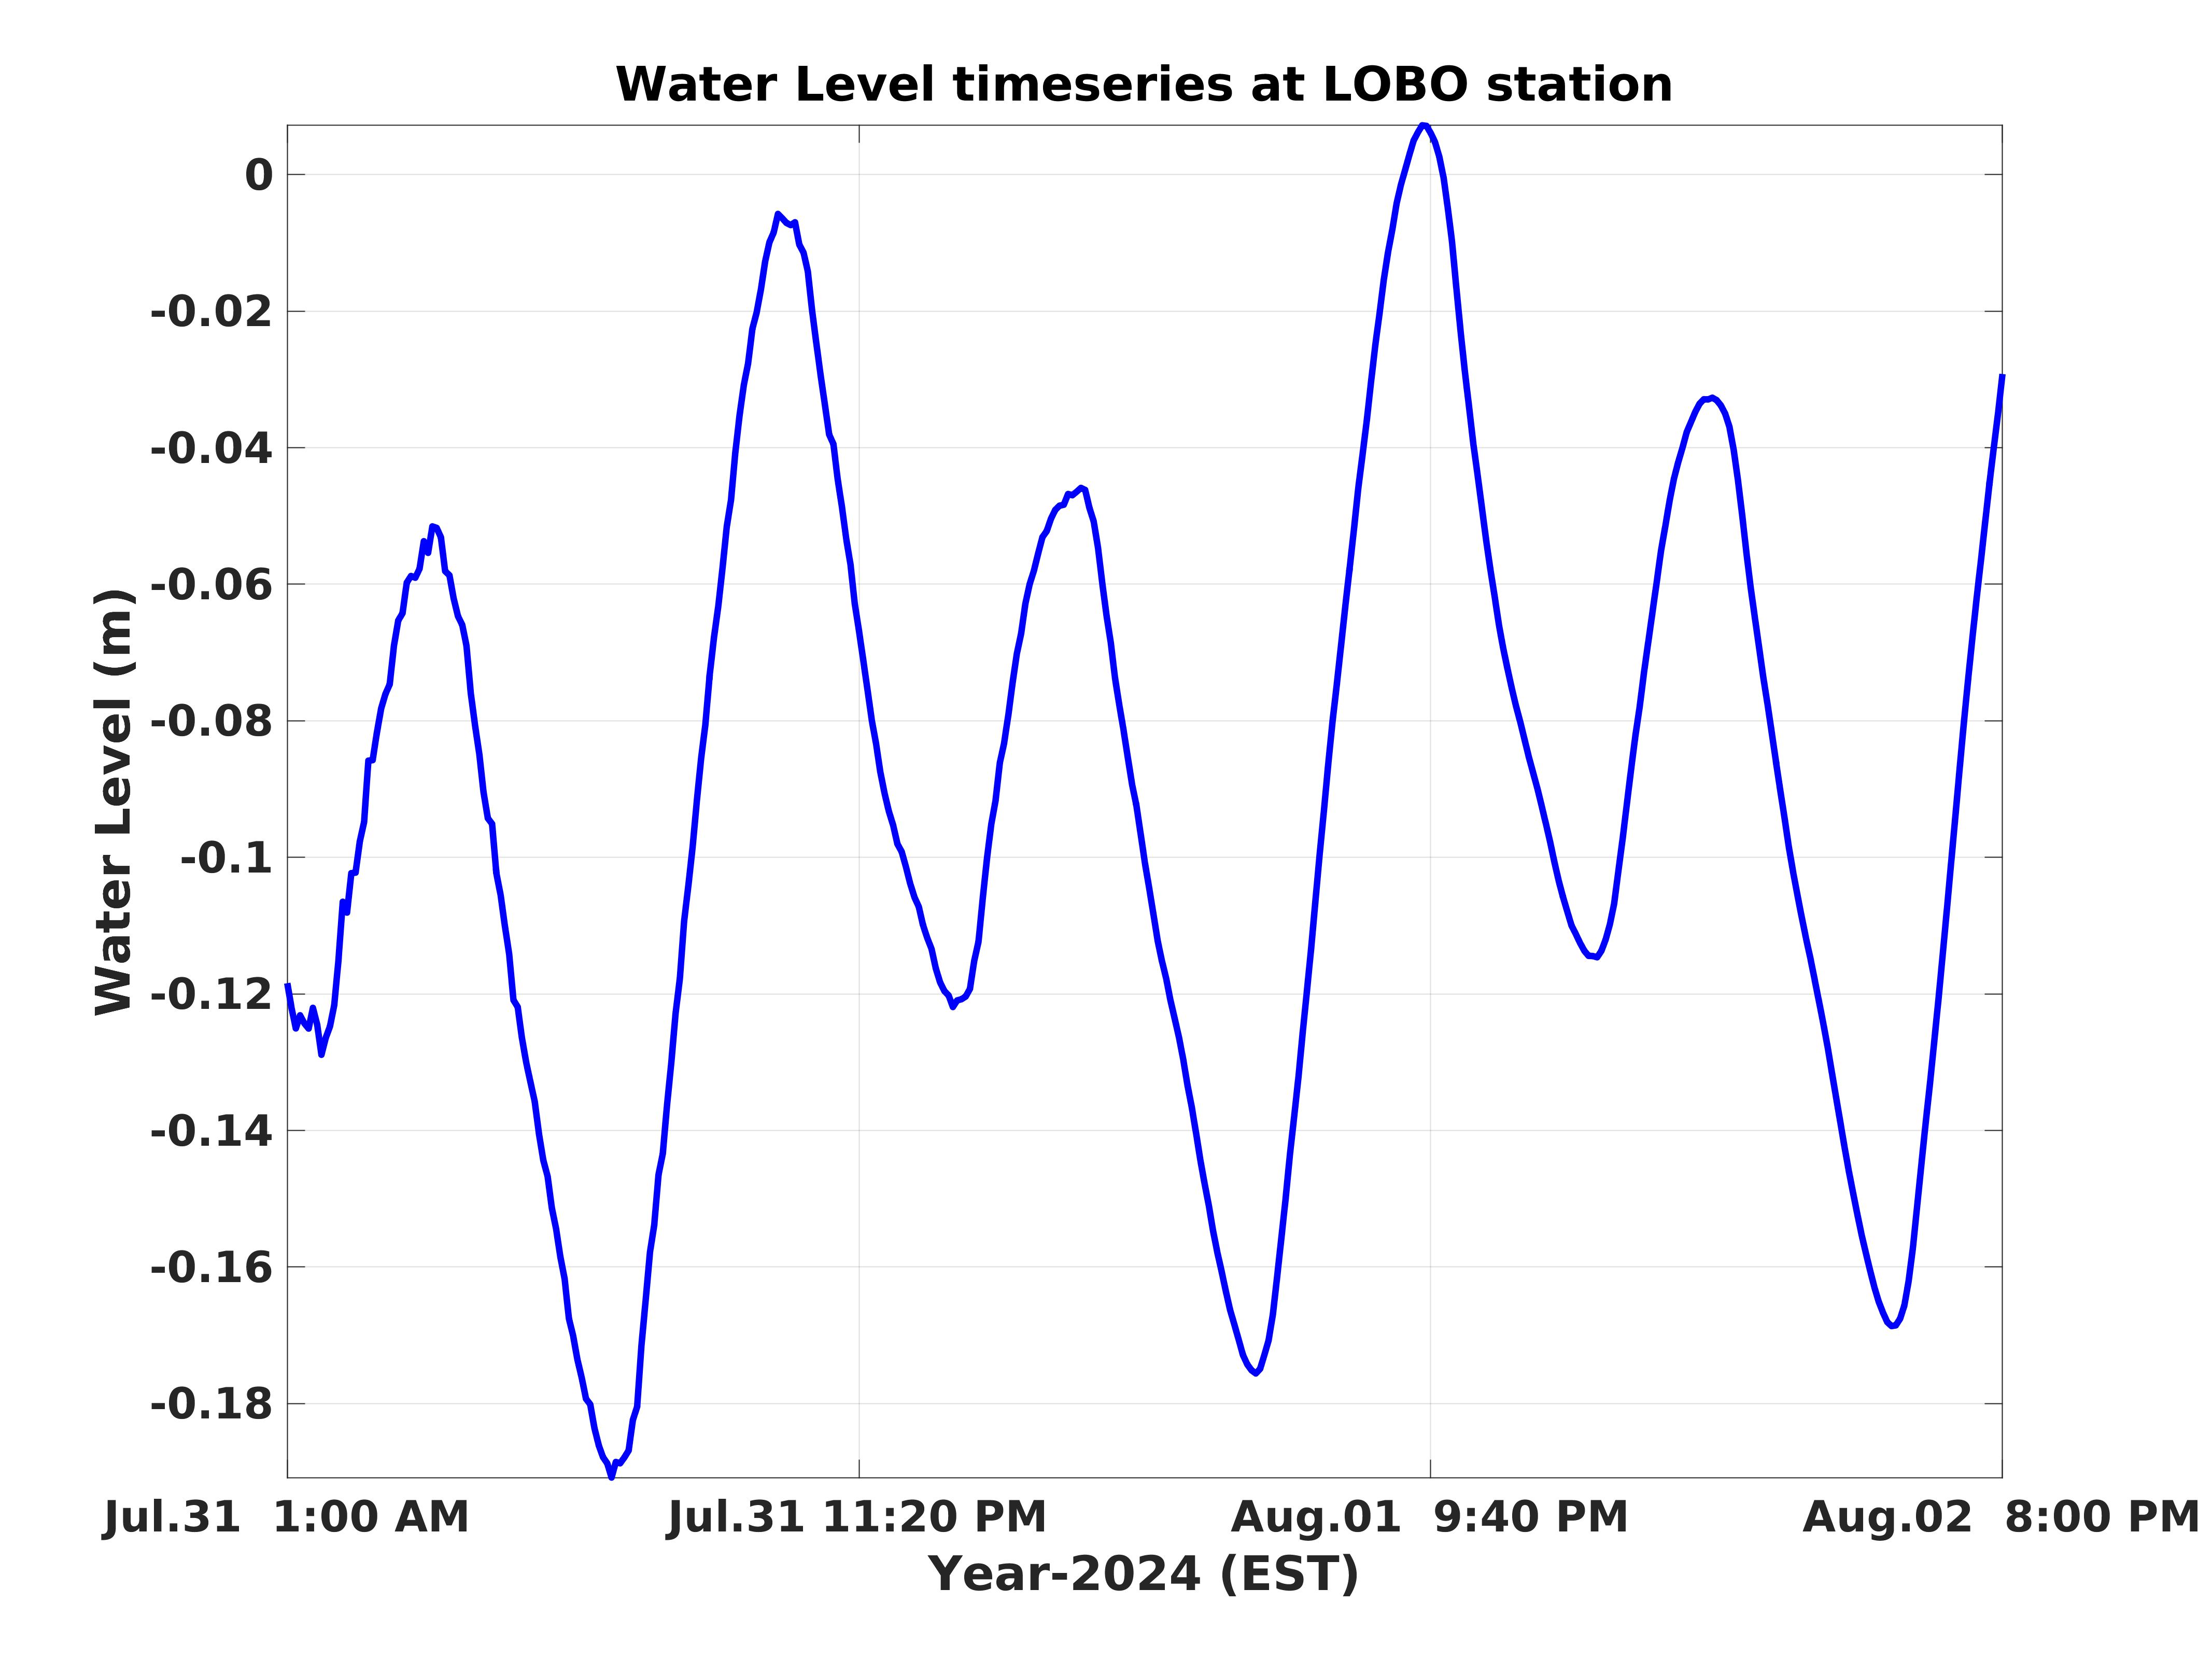 Water Level timeseries at LOBO station
Water Level (m)
0
-0.02
-0.04
-0.06
-0.08
-0.1
-0.12
-0.14
-0.16
-0.18
Jul.31  1:00 AM
Jul.31 11:20 PM
Aug.01  9:40 PM
Aug.02  8:00 PM
Year-2024 (EST)